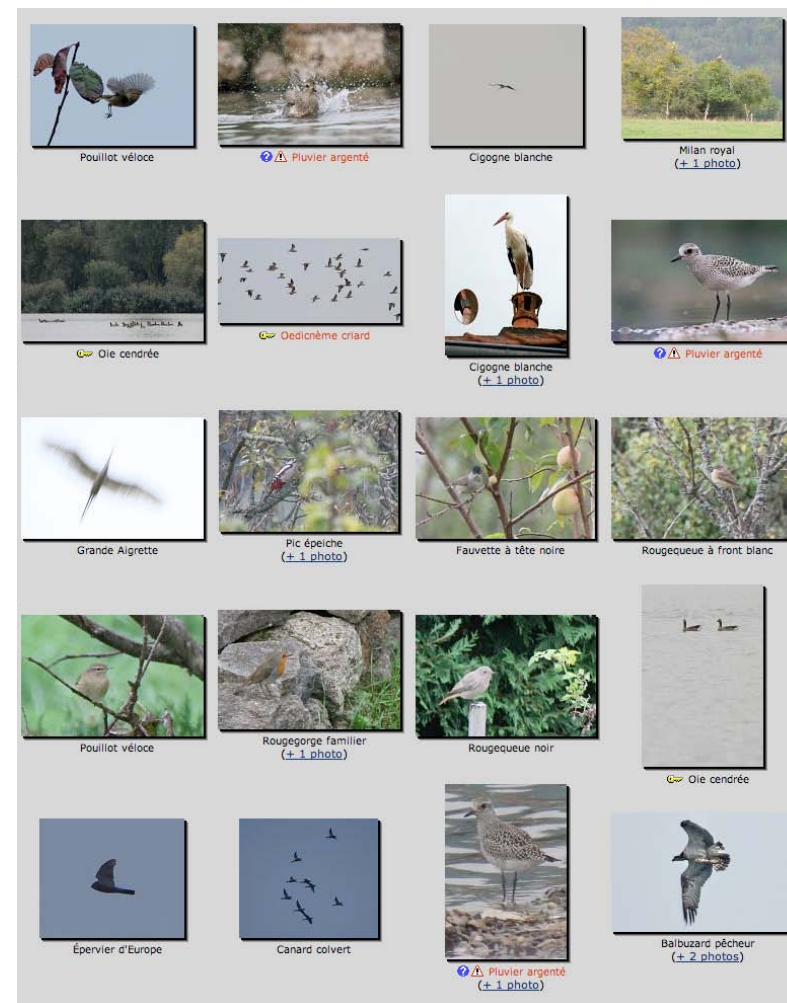 Pouillot véloce
Pluvier argenté
Cigogne blanche
Milan royal
(+ 1 photo)
Oie cendrée
Oedicnème criard
Cigogne blanche
(+ 1 photo)
Pluvier argenté
Grande Aigrette
Pic épeiche
(+ 1 photo)
Fauvette à tête noire
Rougequeue à front blanc
Pouillot véloce
Rougegorge familier
(+ 1 photo)
Rougequeue noir
Oie cendrée
Épervier d'Europe
Canard colvert
Pluvier argenté
(+ 1 photo)
Balbuzard pêcheur
(+ 2 photos)